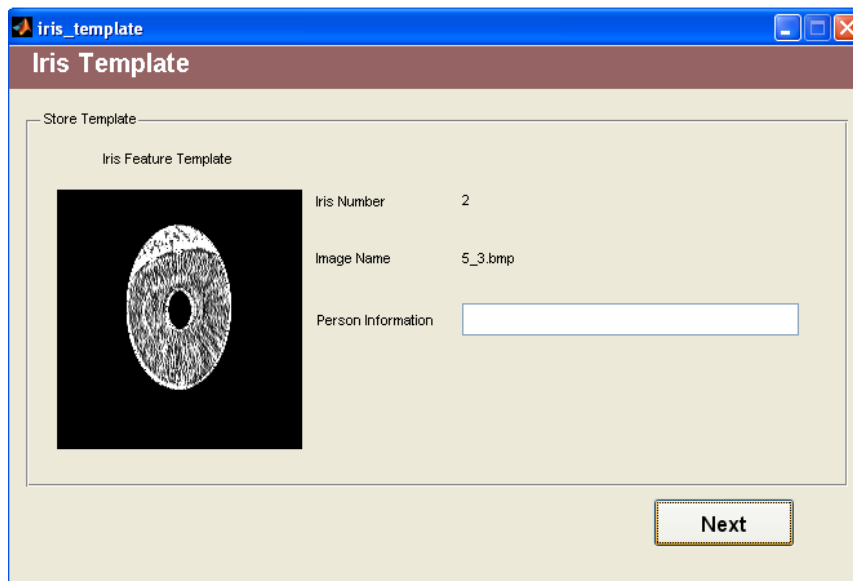 iris_template
Iris Template
Store Template
Iris Feature Template
Iris Number 2
Image Name 5_3.bmp
Person Information
Next